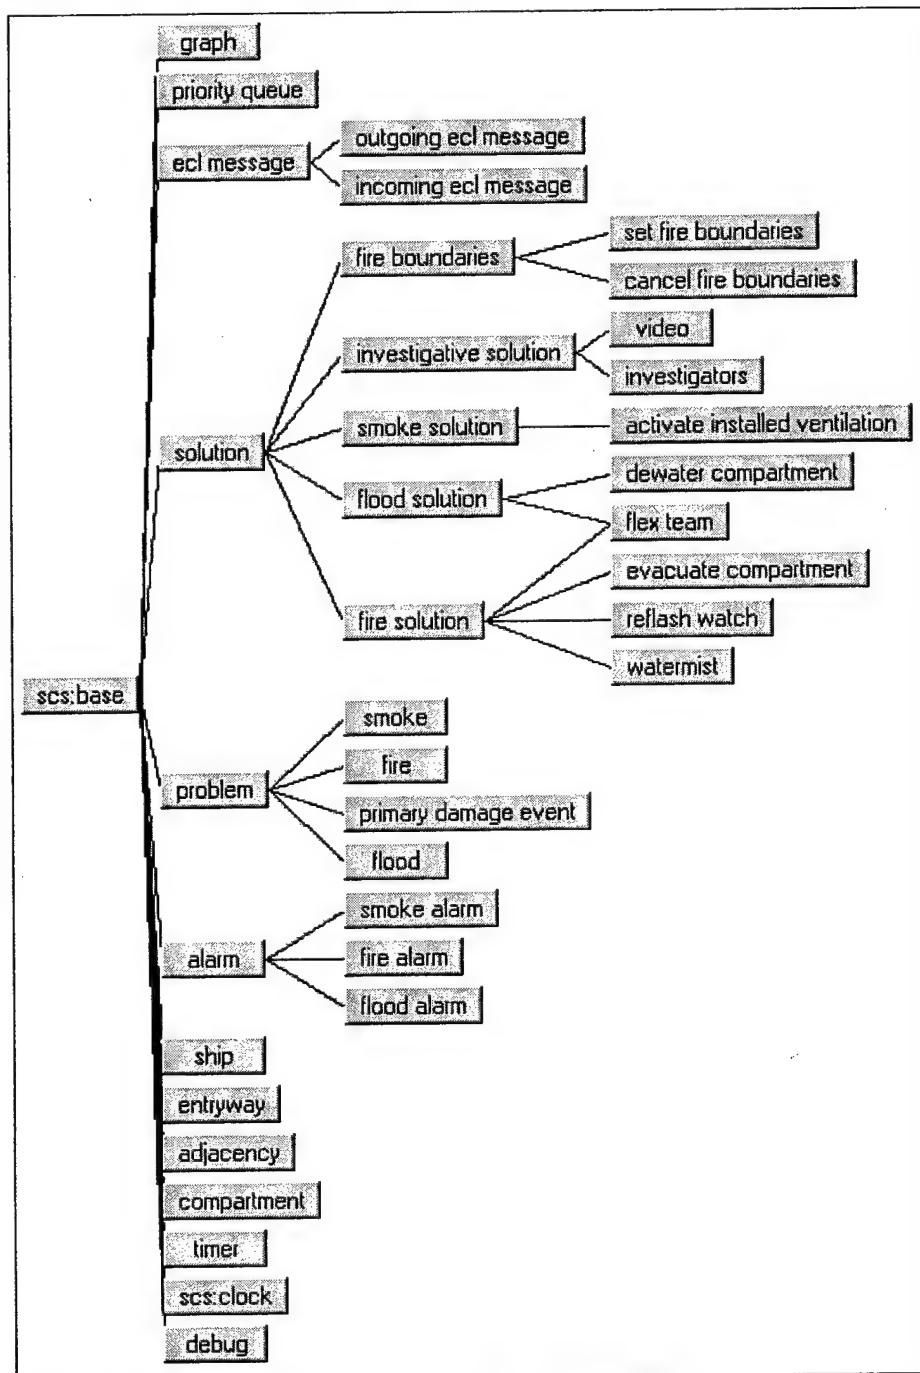 graph
priority queue
ecl message
outgoing ecl message
incoming ecl message
fire boundaries
set fire boundaries
cancel fire boundaries
investigative solution
video
investigators
solution
smoke solution
activate installed ventilation
flood solution
dewater compartment
flex team
fire solution
evacuate compartment
reflash watch
watermist
scs:base
problem
smoke
fire
primary damage event
flood
alarm
smoke alarm
fire alarm
flood alarm
ship
entryway
adjacency
compartment
timer
scs:clock
debug